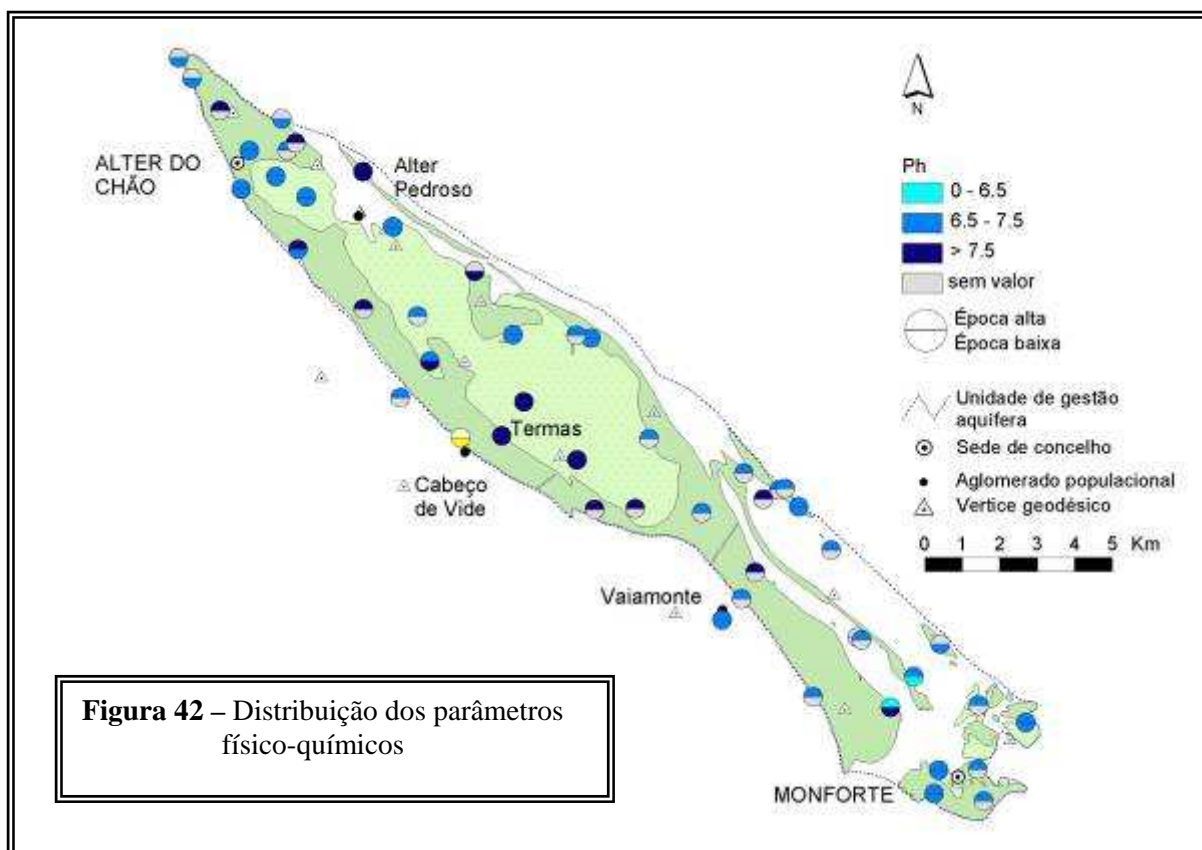 ALTER DO
CHÃO
Alter
Pedroso
Termas
Cabeço
de Vide
Vaiamonte
MONFORTE
N
Ph
0 - 6.5
6.5 - 7.5
> 7.5
sem valor
Época alta
Época baixa
Unidade de gestão
aquífera
Sede de concelho
Aglomerado populacional
Vertice geodésico
0 1 2 3 4 5 Km
Figura 42 – Distribuição dos parâmetros
físico-químicos